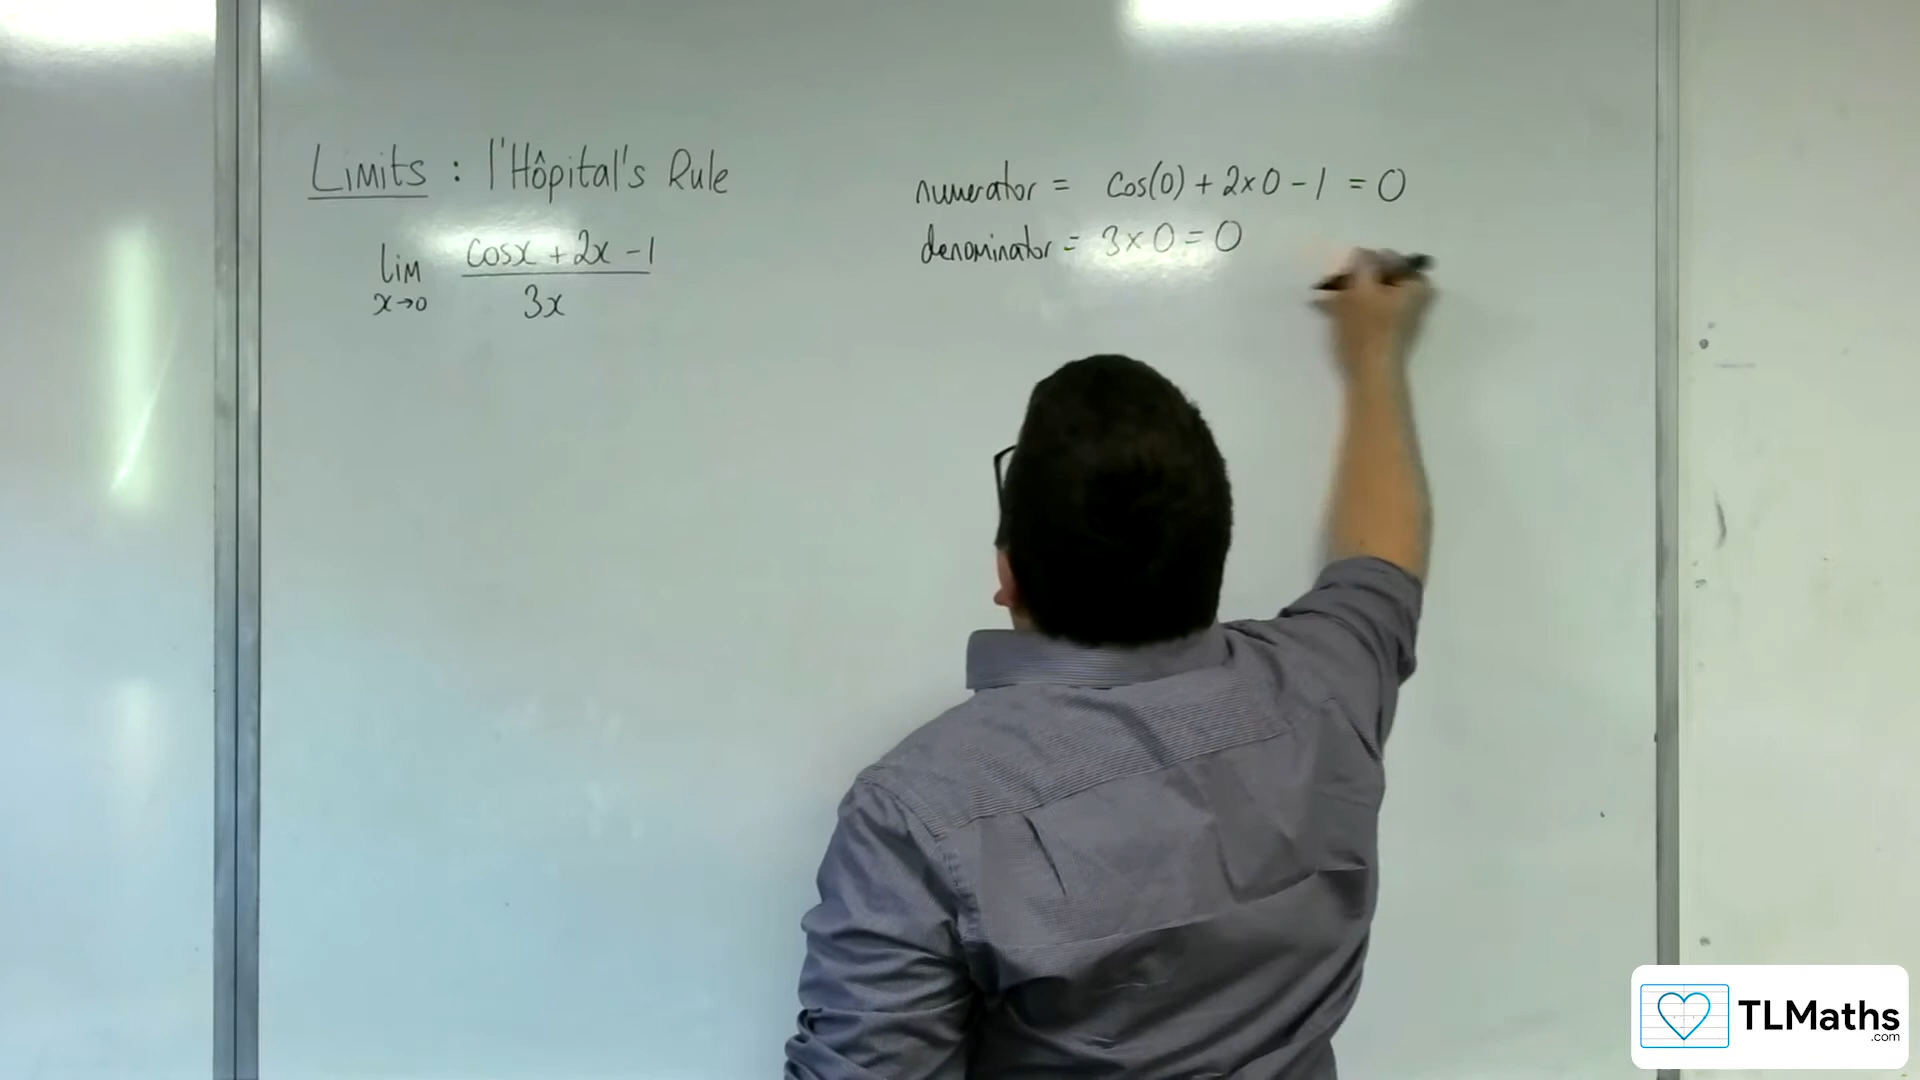 Limits : l'Hôpital's Rule
lim x→0 (cosx + 2x - 1)/(3x)
numerator = cos(0) + 2×0 - 1 = 0
denominator = 3×0 = 0
TLMaths
.com